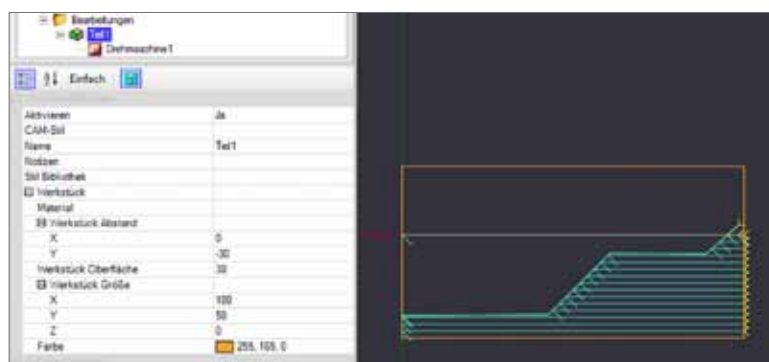 Bearbeitungen
Teil1
Drehmaschine1
Einfach
Aktivieren Ja
CAM-Stil
Name Teil1
Notizen
Stil Bibliothek
Werkstück
Material
Werkstück Abstand
X 0
Y -30
Werkstück Oberfläche 30
Werkstück Größe
X 100
Y 50
Z 0
Farbe 255, 165, 0